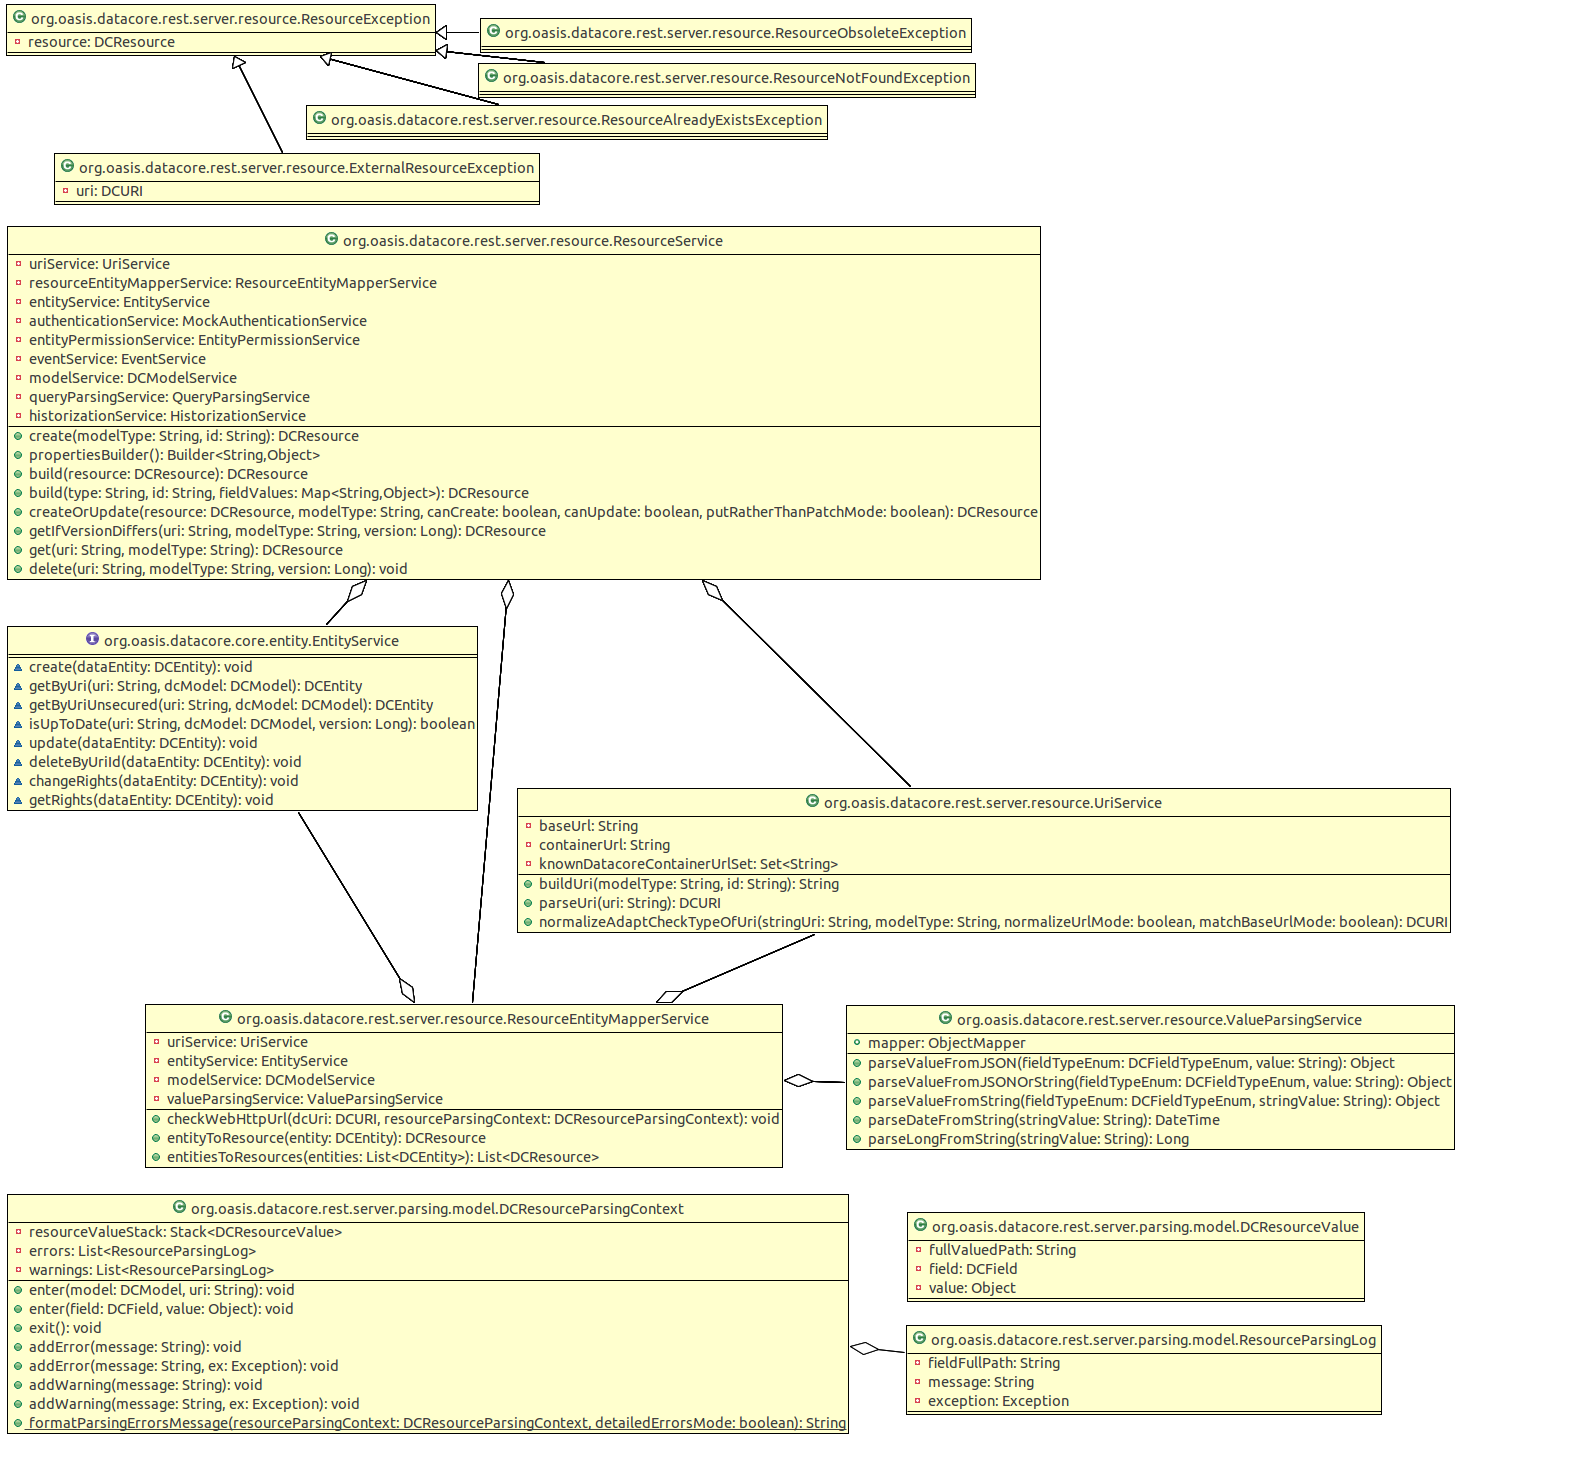 org.oasis.datacore.rest.server.resource.ResourceException
resource: DCResource
org.oasis.datacore.rest.server.resource.ResourceObsoleteException
org.oasis.datacore.rest.server.resource.ResourceNotFoundException
org.oasis.datacore.rest.server.resource.ResourceAlreadyExistsException
org.oasis.datacore.rest.server.resource.ExternalResourceException
uri: DCURI
org.oasis.datacore.rest.server.resource.ResourceService
uriService: UriService
resourceEntityMapperService: ResourceEntityMapperService
entityService: EntityService
authenticationService: MockAuthenticationService
entityPermissionService: EntityPermissionService
eventService: EventService
modelService: DCModelService
queryParsingService: QueryParsingService
historizationService: HistorizationService
create(modelType: String, id: String): DCResource
propertiesBuilder(): Builder<String,Object>
build(resource: DCResource): DCResource
build(type: String, id: String, fieldValues: Map<String,Object>): DCResource
createOrUpdate(resource: DCResource, modelType: String, canCreate: boolean, canUpdate: boolean, putRatherThanPatchMode: boolean): DCResource
getIfVersionDiffers(uri: String, modelType: String, version: Long): DCResource
get(uri: String, modelType: String): DCResource
delete(uri: String, modelType: String, version: Long): void
org.oasis.datacore.core.entity.EntityService
create(dataEntity: DCEntity): void
getByUri(uri: String, dcModel: DCModel): DCEntity
getByUriUnsecured(uri: String, dcModel: DCModel): DCEntity
isUpToDate(uri: String, dcModel: DCModel, version: Long): boolean
update(dataEntity: DCEntity): void
deleteByUriId(dataEntity: DCEntity): void
changeRights(dataEntity: DCEntity): void
getRights(dataEntity: DCEntity): void
org.oasis.datacore.rest.server.resource.UriService
baseUrl: String
containerUrl: String
knownDatacoreContainerUrlSet: Set<String>
buildUri(modelType: String, id: String): String
parseUri(uri: String): DCURI
normalizeAdaptCheckTypeOfUri(stringUri: String, modelType: String, normalizeUrlMode: boolean, matchBaseUrlMode: boolean): DCURI
org.oasis.datacore.rest.server.resource.ResourceEntityMapperService
uriService: UriService
entityService: EntityService
modelService: DCModelService
valueParsingService: ValueParsingService
checkWebHttpUrl(dcUri: DCURI, resourceParsingContext: DCResourceParsingContext): void
entityToResource(entity: DCEntity): DCResource
entitiesToResources(entities: List<DCEntity>): List<DCResource>
org.oasis.datacore.rest.server.resource.ValueParsingService
mapper: ObjectMapper
parseValueFromJSON(fieldTypeEnum: DCFieldTypeEnum, value: String): Object
parseValueFromJSONOrString(fieldTypeEnum: DCFieldTypeEnum, value: String): Object
parseValueFromString(fieldTypeEnum: DCFieldTypeEnum, stringValue: String): Object
parseDateFromString(stringValue: String): DateTime
parseLongFromString(stringValue: String): Long
org.oasis.datacore.rest.server.parsing.model.DCResourceParsingContext
resourceValueStack: Stack<DCResourceValue>
errors: List<ResourceParsingLog>
warnings: List<ResourceParsingLog>
enter(model: DCModel, uri: String): void
enter(field: DCField, value: Object): void
exit(): void
addError(message: String): void
addError(message: String, ex: Exception): void
addWarning(message: String): void
addWarning(message: String, ex: Exception): void
formatParsingErrorsMessage(resourceParsingContext: DCResourceParsingContext, detailedErrorsMode: boolean): String
org.oasis.datacore.rest.server.parsing.model.DCResourceValue
fullValuedPath: String
field: DCField
value: Object
org.oasis.datacore.rest.server.parsing.model.ResourceParsingLog
fieldFullPath: String
message: String
exception: Exception